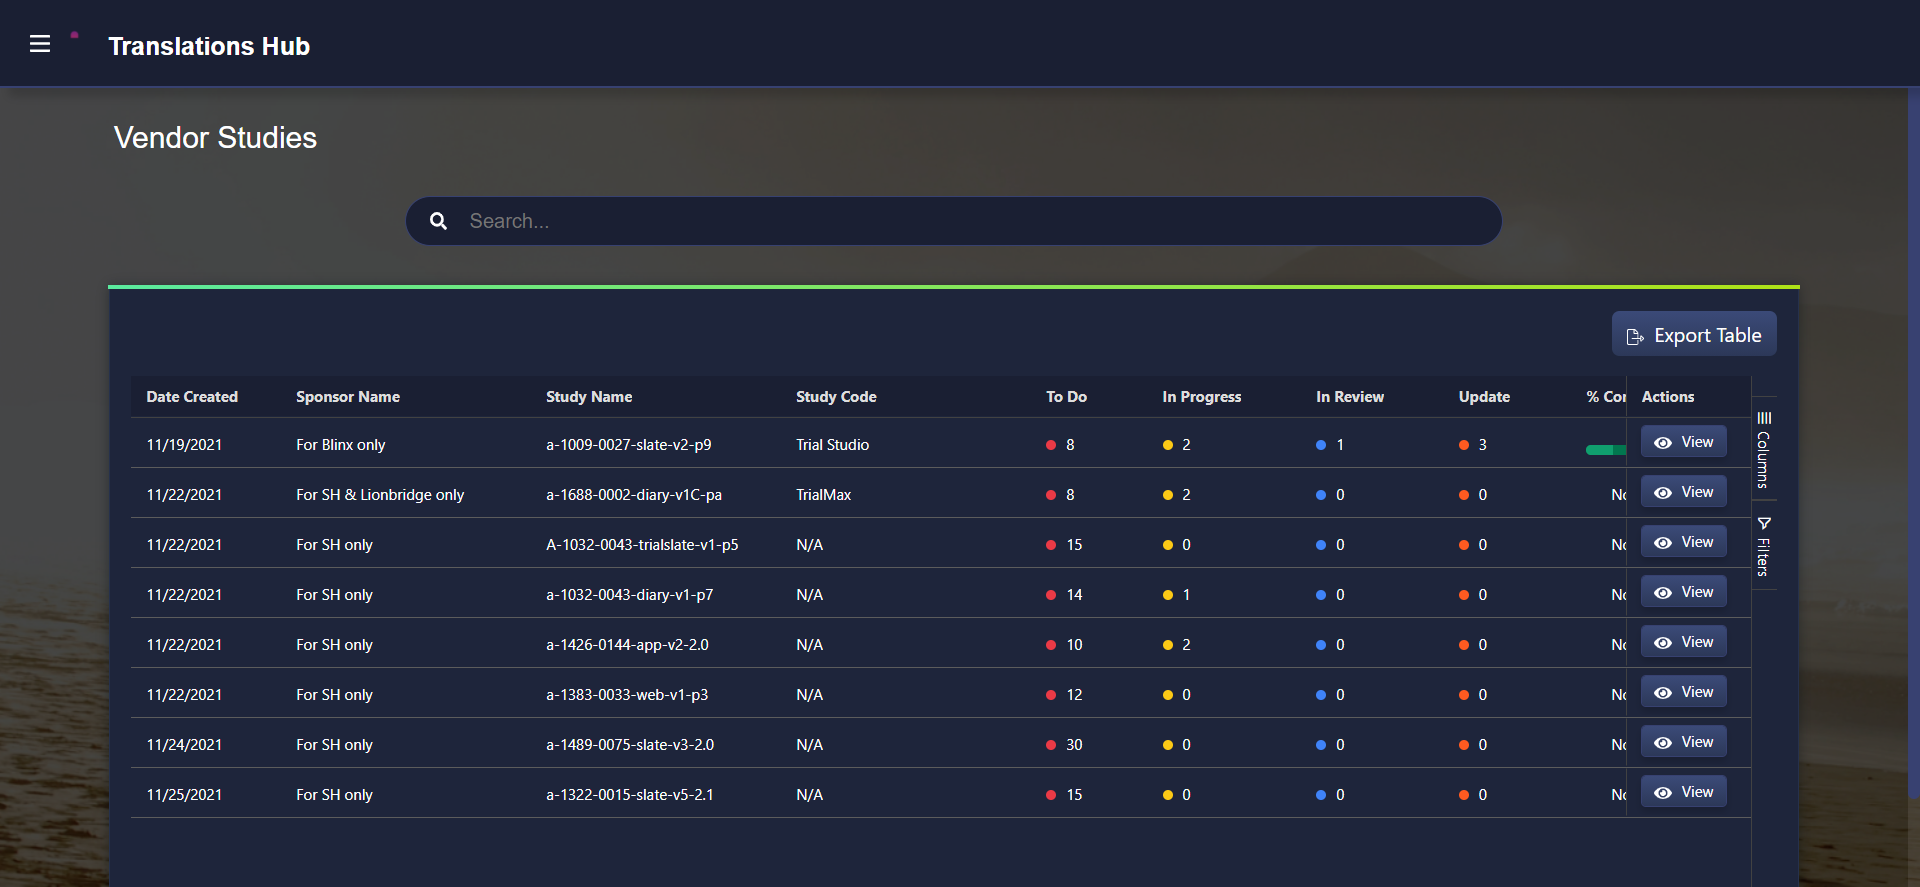 Translations Hub
Vendor Studies
Search...
Export Table
Date Created Sponsor Name Study Name Study Code To Do In Progress In Review Update % Actions
11/19/2021 For Blinx only a-1009-0027-slate-v2-p9 Trial Studio 8 2 1 3 View
11/22/2021 For SH & Lionbridge only a-1688-0002-diary-v1C-pa TrialMax 8 2 0 0 View
11/22/2021 For SH only A-1032-0043-trialslate-v1-p5 N/A 15 0 0 0 View
11/22/2021 For SH only a-1032-0043-diary-v1-p7 N/A 14 1 0 0 View
11/22/2021 For SH only a-1426-0144-app-v2-2.0 N/A 10 2 0 0 View
11/22/2021 For SH only a-1383-0033-web-v1-p3 N/A 12 0 0 0 View
11/24/2021 For SH only a-1489-0075-slate-v3-2.0 N/A 30 0 0 0 View
11/25/2021 For SH only a-1322-0015-slate-v5-2.1 N/A 15 0 0 0 View
Columns
Filters